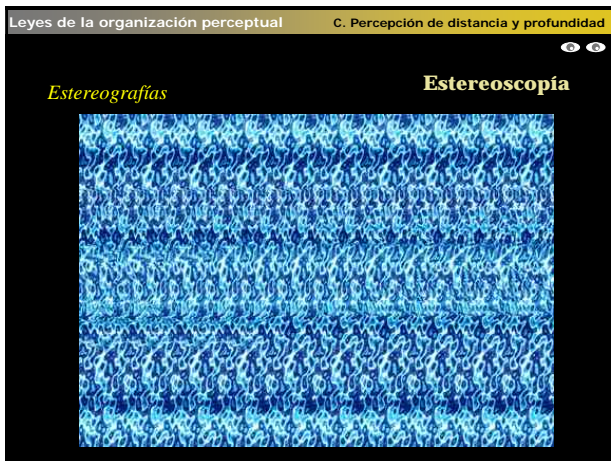 Leyes de la organización perceptual C. Percepción de distancia y profundidad
Estereoscopía
Estereografías